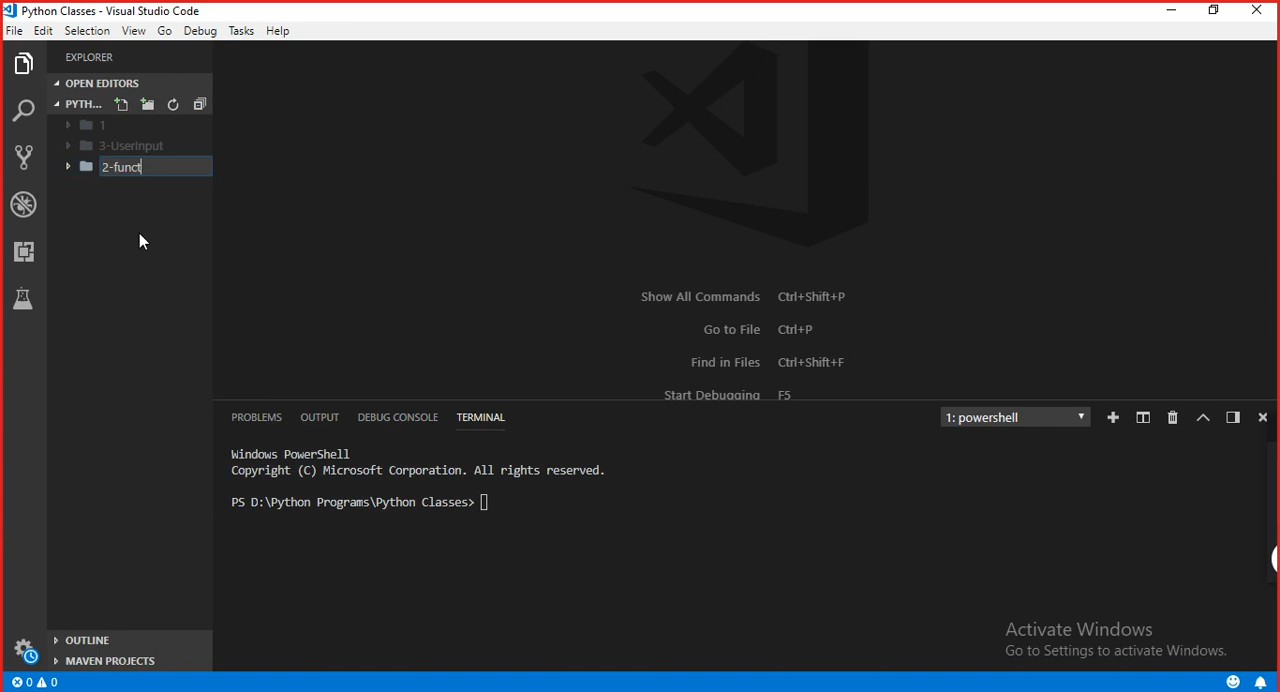 Python Classes - Visual Studio Code
File Edit Selection View Go Debug Tasks Help
EXPLORER
OPEN EDITORS
PYTH...
1
3-UserInput
2-funct
Show All Commands Ctrl+Shift+P
Go to File Ctrl+P
Find in Files Ctrl+Shift+F
Start Debugging F5
PROBLEMS OUTPUT DEBUG CONSOLE TERMINAL 1: powershell
Windows PowerShell
Copyright (C) Microsoft Corporation. All rights reserved.
PS D:\Python Programs\Python Classes>
Activate Windows
Go to Settings to activate Windows.
OUTLINE
MAVEN PROJECTS
0 0